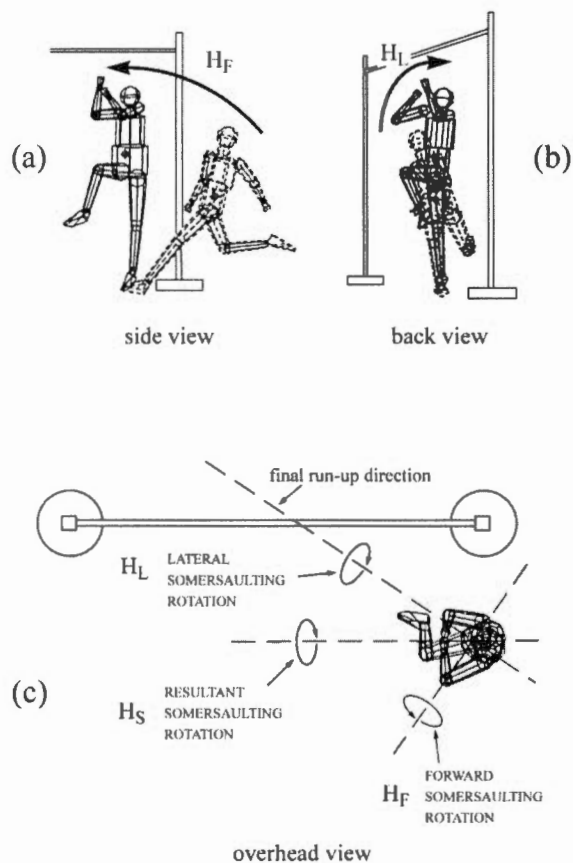 H_F
H_L
(a)
(b)
side view
back view
final run-up direction
H_L
LATERAL
SOMERSAULTING
ROTATION
(c)
H_S
RESULTANT
SOMERSAULTING
ROTATION
H_F
FORWARD
SOMERSAULTING
ROTATION
overhead view